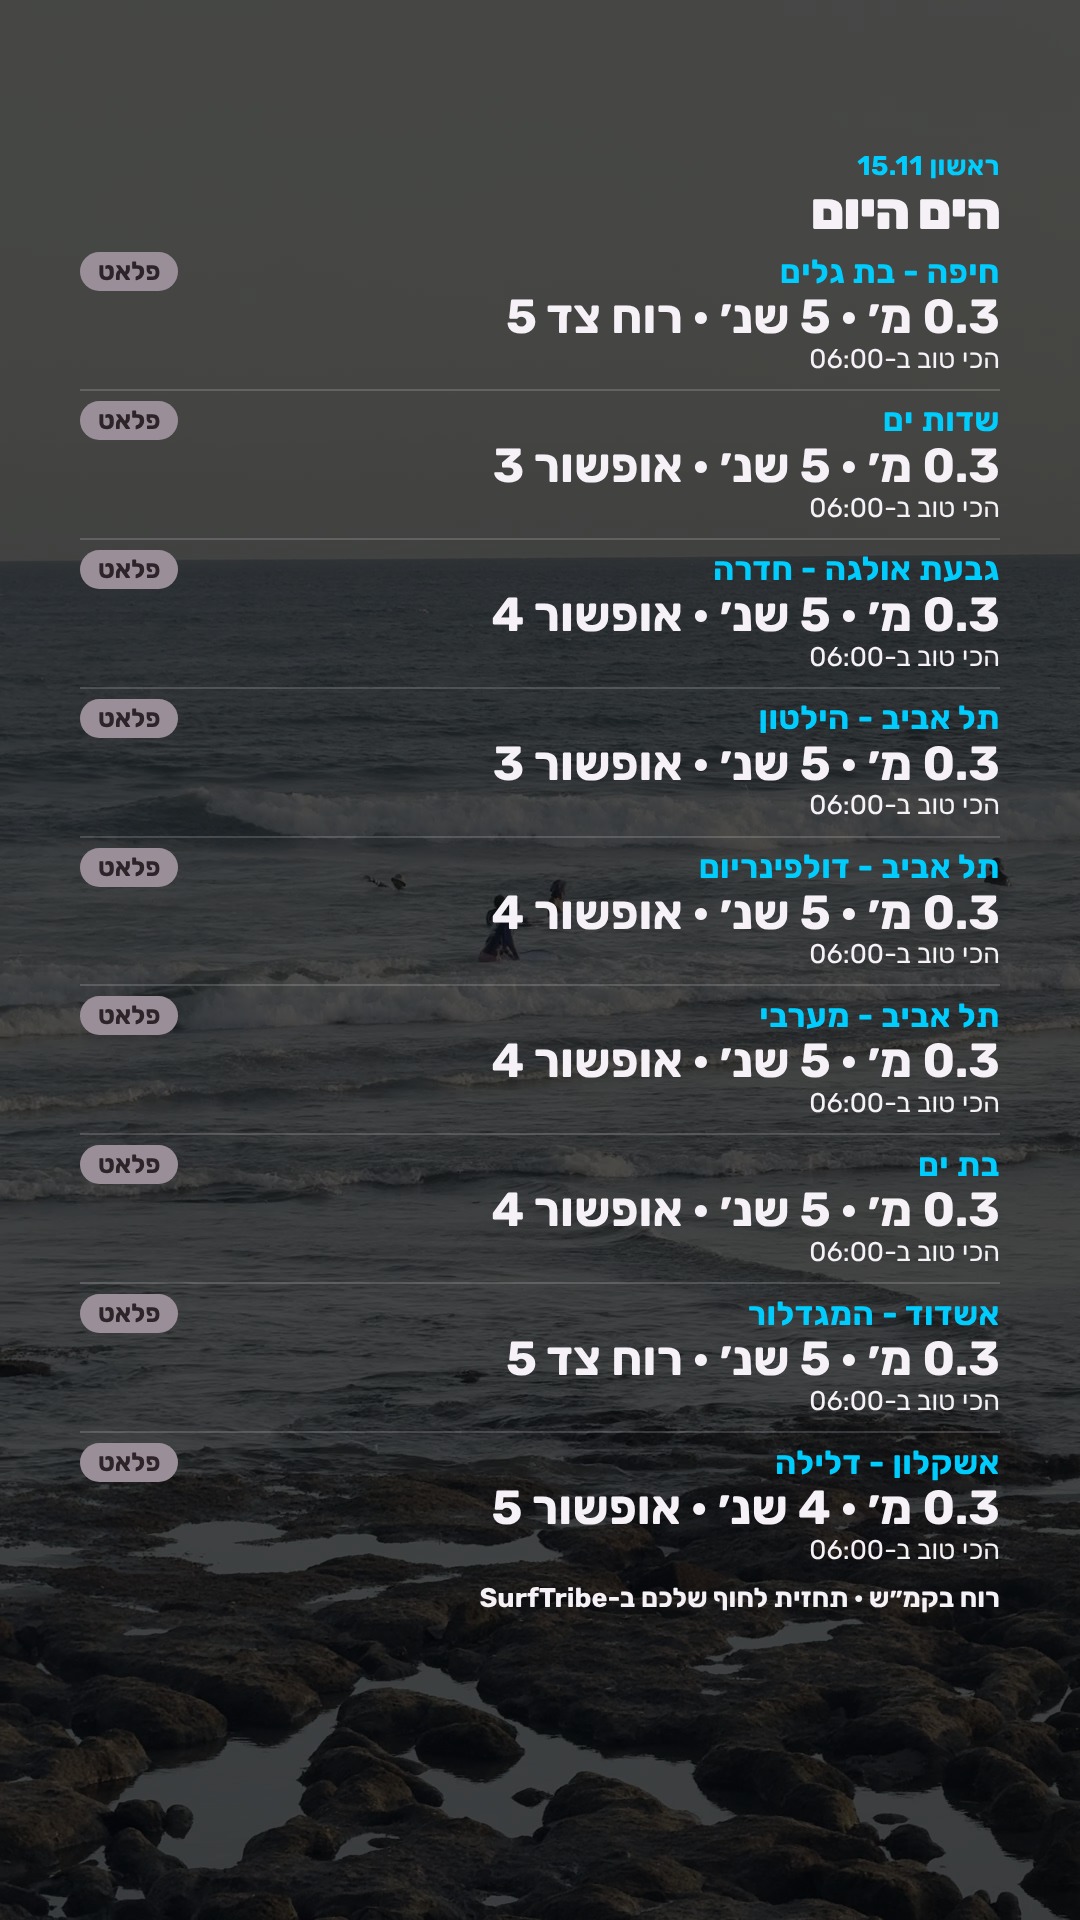 ראשון 15.11
הים היום
חיפה - בת גלים
פלאט
0.3 מ׳ • 5 שנ׳ • רוח צד 5
הכי טוב ב-06:00
שדות ים
פלאט
0.3 מ׳ • 5 שנ׳ • אופשור 3
הכי טוב ב-06:00
גבעת אולגה - חדרה
פלאט
0.3 מ׳ • 5 שנ׳ • אופשור 4
הכי טוב ב-06:00
תל אביב - הילטון
פלאט
0.3 מ׳ • 5 שנ׳ • אופשור 3
הכי טוב ב-06:00
תל אביב - דולפינריום
פלאט
0.3 מ׳ • 5 שנ׳ • אופשור 4
הכי טוב ב-06:00
תל אביב - מערבי
פלאט
0.3 מ׳ • 5 שנ׳ • אופשור 4
הכי טוב ב-06:00
בת ים
פלאט
0.3 מ׳ • 5 שנ׳ • אופשור 4
הכי טוב ב-06:00
אשדוד - המגדלור
פלאט
0.3 מ׳ • 5 שנ׳ • רוח צד 5
הכי טוב ב-06:00
אשקלון - דלילה
פלאט
0.3 מ׳ • 4 שנ׳ • אופשור 5
הכי טוב ב-06:00
רוח בקמ״ש • תחזית לחוף שלכם ב-SurfTribe